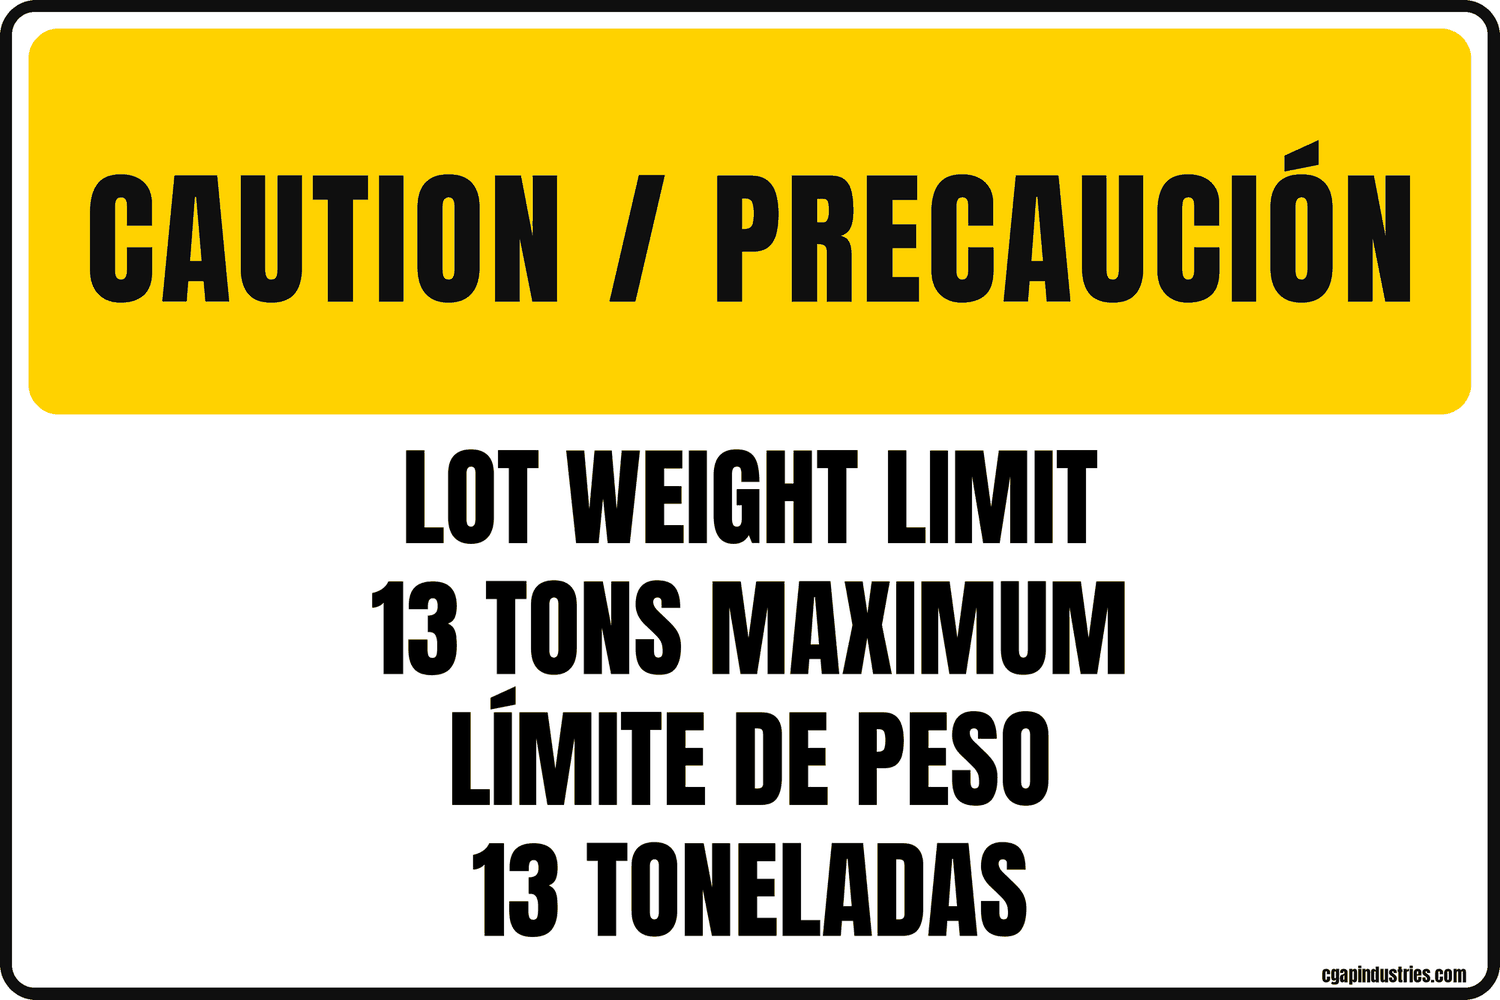 CAUTION / PRECAUCIÓN
LOT WEIGHT LIMIT
13 TONS MAXIMUM
LÍMITE DE PESO
13 TONELADAS
cgapindustries.com